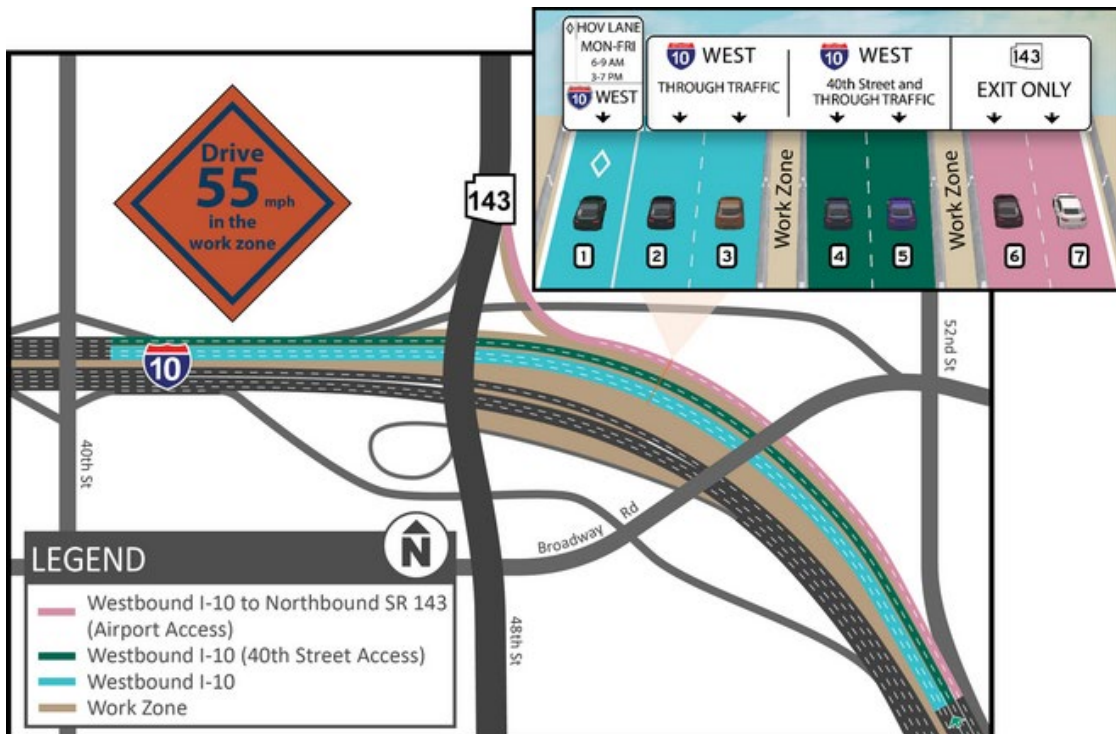 ◊ HOV LANE
MON-FRI
6-9 AM
3-7 PM
10 WEST
10 WEST
THROUGH TRAFFIC
10 WEST
40th Street and
THROUGH TRAFFIC
143
EXIT ONLY
Work Zone
Work Zone
1
2
3
4
5
6
7
Drive
55 mph
in the
work zone
143
10
52nd St
40th St
Broadway Rd
48th St
N
LEGEND
Westbound I-10 to Northbound SR 143
(Airport Access)
Westbound I-10 (40th Street Access)
Westbound I-10
Work Zone